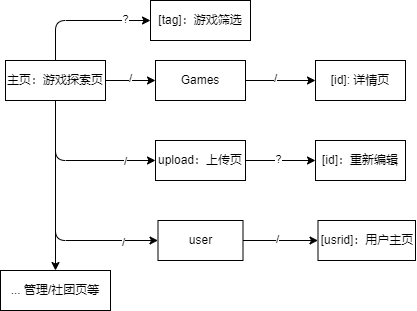 ?
[tag]：游戏筛选
主页：游戏探索页
/
Games
/
[id]: 详情页
/
upload：上传页
?
[id]：重新编辑
/
user
/
[usrid]：用户主页
... 管理/社团页等